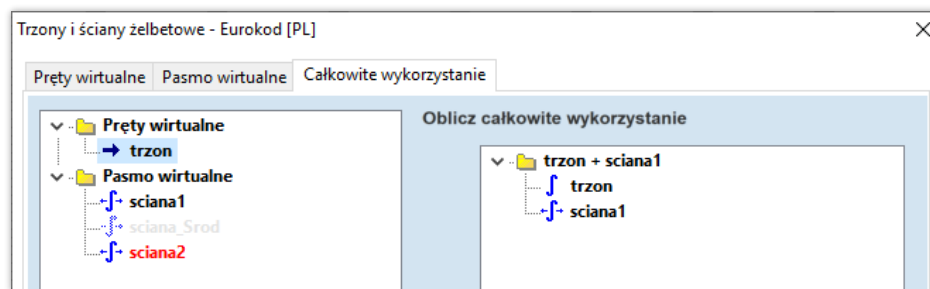 Trzony i ściany żelbetowe - Eurokod [PL]
Pręty wirtualne Pasmo wirtualne Całkowite wykorzystanie
Oblicz całkowite wykorzystanie
Pręty wirtualne
trzon
Pasmo wirtualne
sciana1
sciana_Srod
sciana2
trzon + sciana1
trzon
sciana1